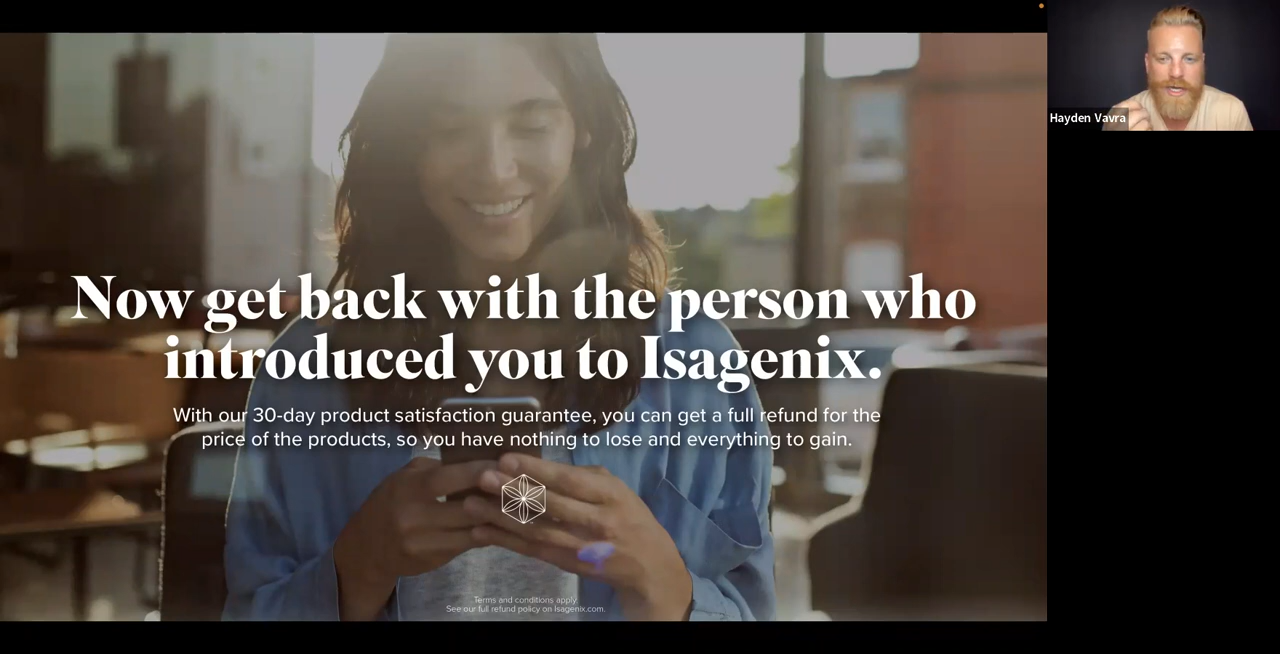 Now get back with the person who
introduced you to Isagenix.
With our 30-day product satisfaction guarantee, you can get a full refund for the
price of the products, so you have nothing to lose and everything to gain.
Terms and conditions apply.
See our full refund policy on Isagenix.com.
Hayden Vavra